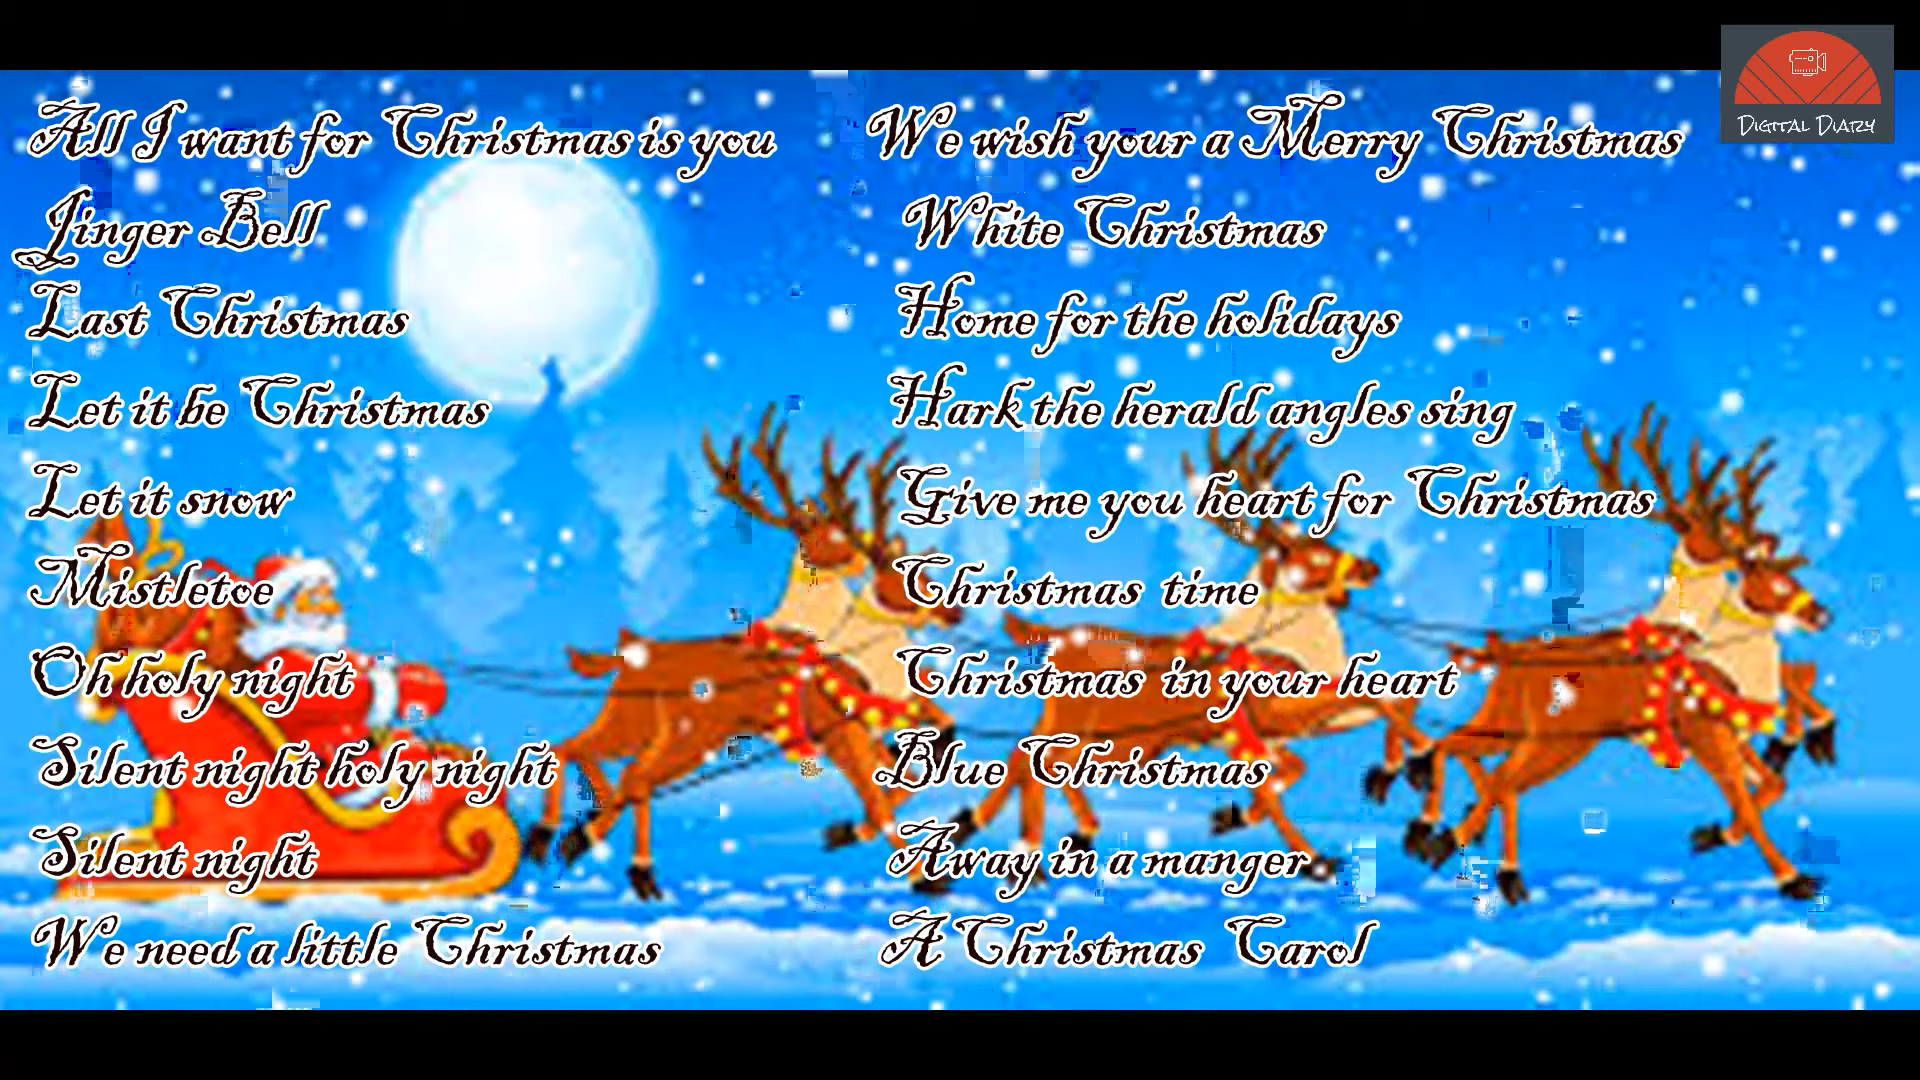 All I want for Christmas is you
Jinger Bell
Last Christmas
Let it be Christmas
Let it snow
Mistletoe
Oh holy night
Silent night holy night
Silent night
We need a little Christmas
We wish your a Merry Christmas
White Christmas
Home for the holidays
Hark the herald angles sing
Give me you heart for Christmas
Christmas time
Christmas in your heart
Blue Christmas
Away in a manger
A Christmas Carol
Digital Diary